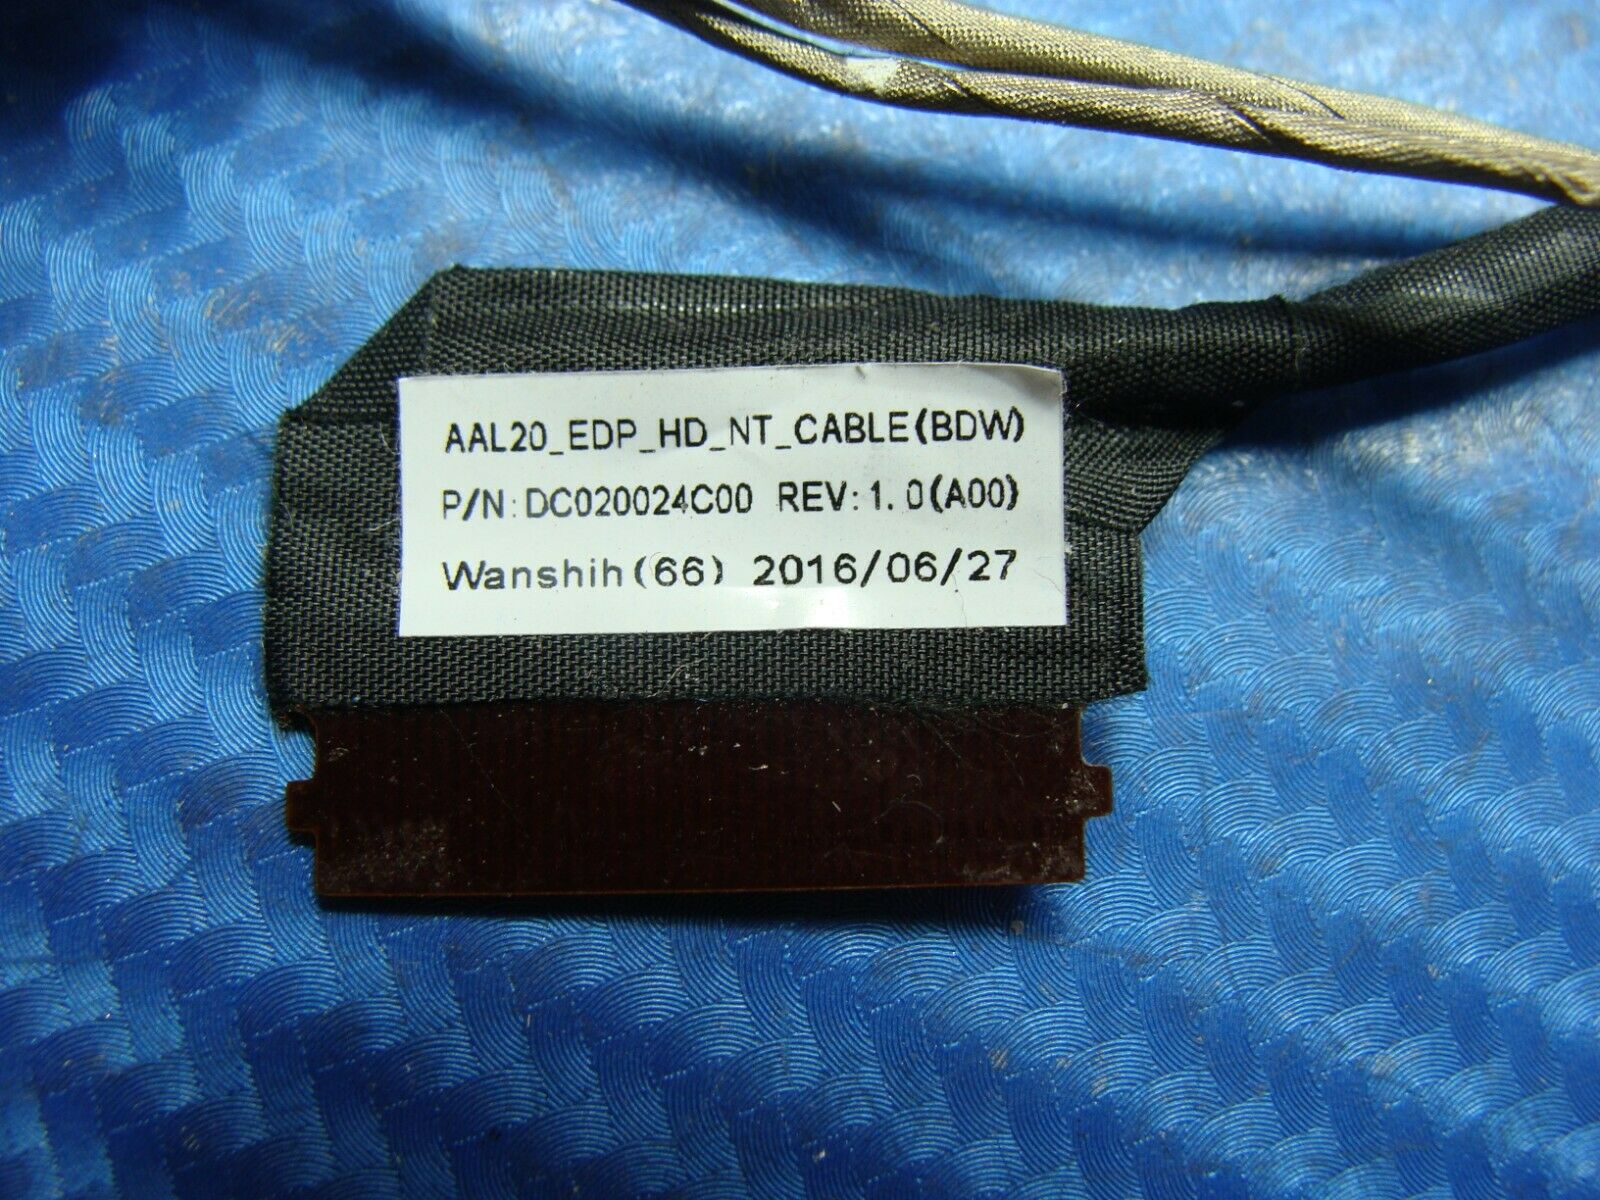 AAL20_EDP_HD_NT_CABLE(BDW)
P/N:DC020024C00 REV:1.0(A00)
Wanshih(66) 2016/06/27